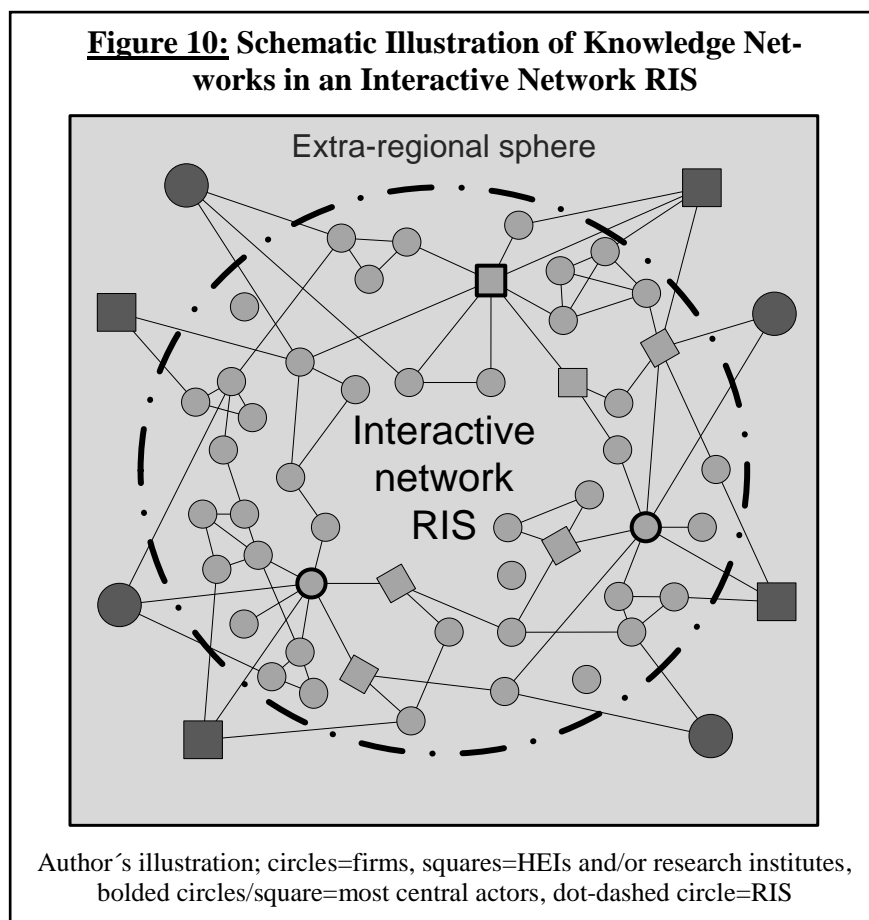 Figure 10: Schematic Illustration of Knowledge Net-
works in an Interactive Network RIS
Extra-regional sphere
Interactive
network
RIS
Author´s illustration; circles=firms, squares=HEIs and/or research institutes,
bolded circles/square=most central actors, dot-dashed circle=RIS